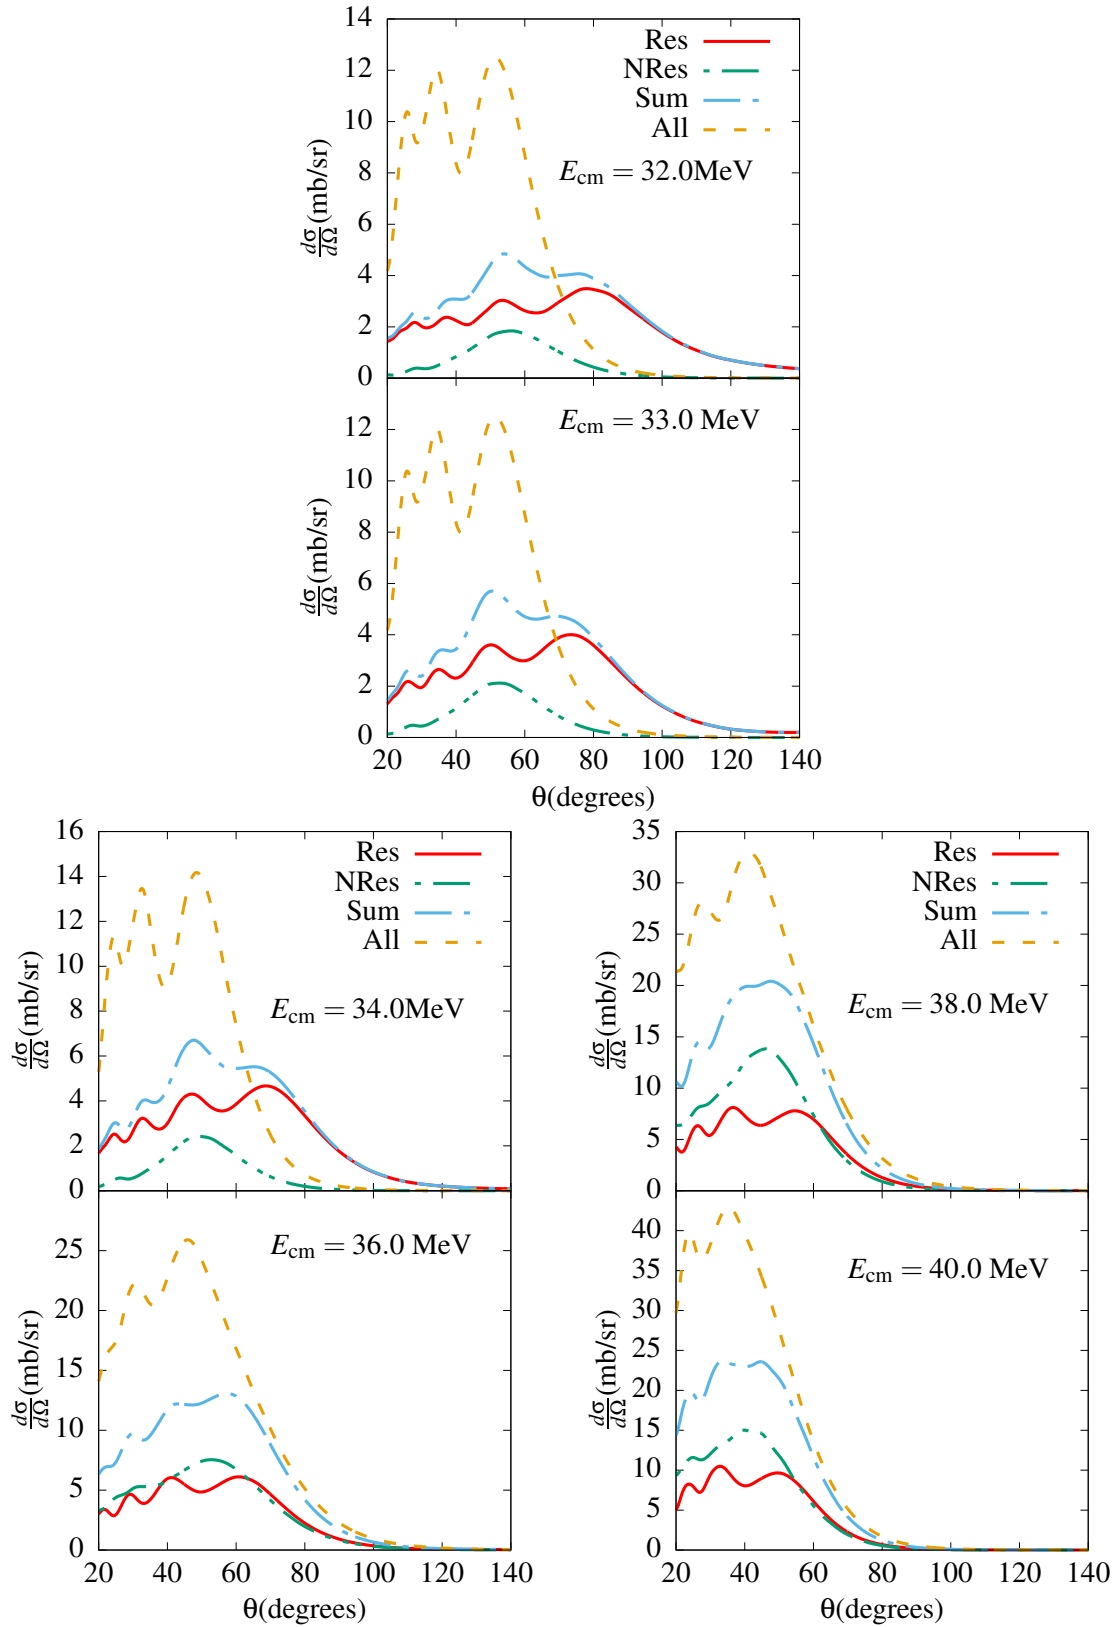 14
12
10
8
6
4
2
0
dσ/dΩ(mb/sr)
Res
NRes
Sum
All
E_cm = 32.0MeV
12
10
8
6
4
2
0
dσ/dΩ(mb/sr)
E_cm = 33.0 MeV
20 40 60 80 100 120 140
θ(degrees)
16
14
12
10
8
6
4
2
0
dσ/dΩ(mb/sr)
Res
NRes
Sum
All
E_cm = 34.0MeV
25
20
15
10
5
0
dσ/dΩ(mb/sr)
E_cm = 36.0 MeV
20 40 60 80 100 120 140
θ(degrees)
35
30
25
20
15
10
5
0
dσ/dΩ(mb/sr)
Res
NRes
Sum
All
E_cm = 38.0 MeV
40
35
30
25
20
15
10
5
0
dσ/dΩ(mb/sr)
E_cm = 40.0 MeV
20 40 60 80 100 120 140
θ(degrees)